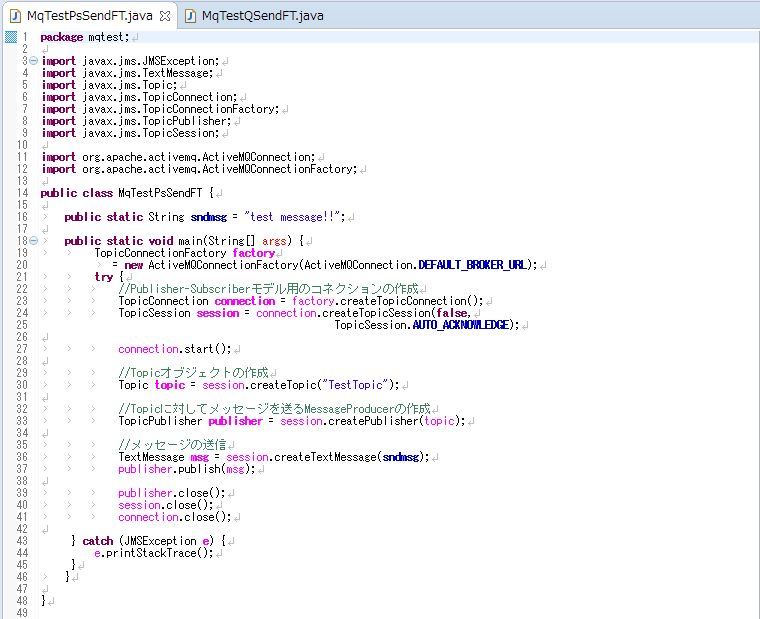 MqTestPsSendFT.java MqTestQSendFT.java
1 package mqtest;
2
3 import javax.jms.JMSException;
4 import javax.jms.TextMessage;
5 import javax.jms.Topic;
6 import javax.jms.TopicConnection;
7 import javax.jms.TopicConnectionFactory;
8 import javax.jms.TopicPublisher;
9 import javax.jms.TopicSession;
10
11 import org.apache.activemq.ActiveMQConnection;
12 import org.apache.activemq.ActiveMQConnectionFactory;
13
14 public class MqTestPsSendFT {
15
16 public static String sndmsg = "test message!!";
17
18 public static void main(String[] args) {
19 TopicConnectionFactory factory
20 = new ActiveMQConnectionFactory(ActiveMQConnection.DEFAULT_BROKER_URL);
21 try {
22 //Publisher-Subscriberモデル用のコネクションの作成
23 TopicConnection connection = factory.createTopicConnection();
24 TopicSession session = connection.createTopicSession(false,
25 TopicSession.AUTO_ACKNOWLEDGE);
26
27 connection.start();
28
29 //Topicオブジェクトの作成
30 Topic topic = session.createTopic("TestTopic");
31
32 //Topicに対してメッセージを送るMessageProducerの作成
33 TopicPublisher publisher = session.createPublisher(topic);
34
35 //メッセージの送信
36 TextMessage msg = session.createTextMessage(sndmsg);
37 publisher.publish(msg);
38
39 publisher.close();
40 session.close();
41 connection.close();
42
43 } catch (JMSException e) {
44 e.printStackTrace();
45 }
46 }
47
48 }
49